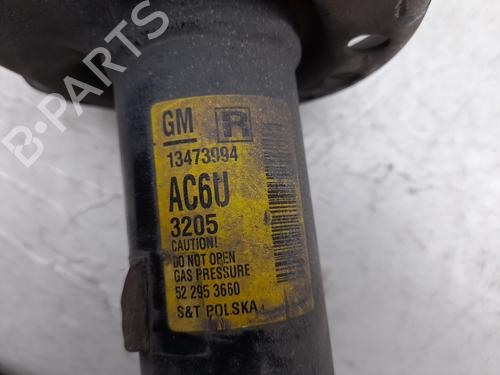 GM R
13473994
AC6U
3205
CAUTION!
DO NOT OPEN
GAS PRESSURE
52 295 3660
S&T POLSKA
B-PARTS